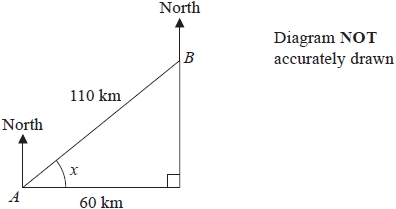 North
Diagram NOT
accurately drawn
B
110 km
North
x
A
60 km